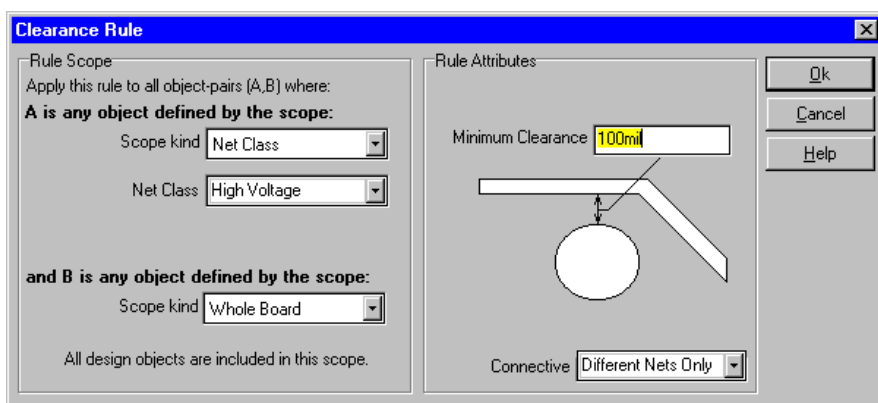 Clearance Rule
Rule Scope
Apply this rule to all object-pairs (A,B) where:
A is any object defined by the scope:
Scope kind Net Class
Net Class High Voltage
and B is any object defined by the scope:
Scope kind Whole Board
All design objects are included in this scope.
Rule Attributes
Minimum Clearance 100mil
Connective Different Nets Only
Ok
Cancel
Help